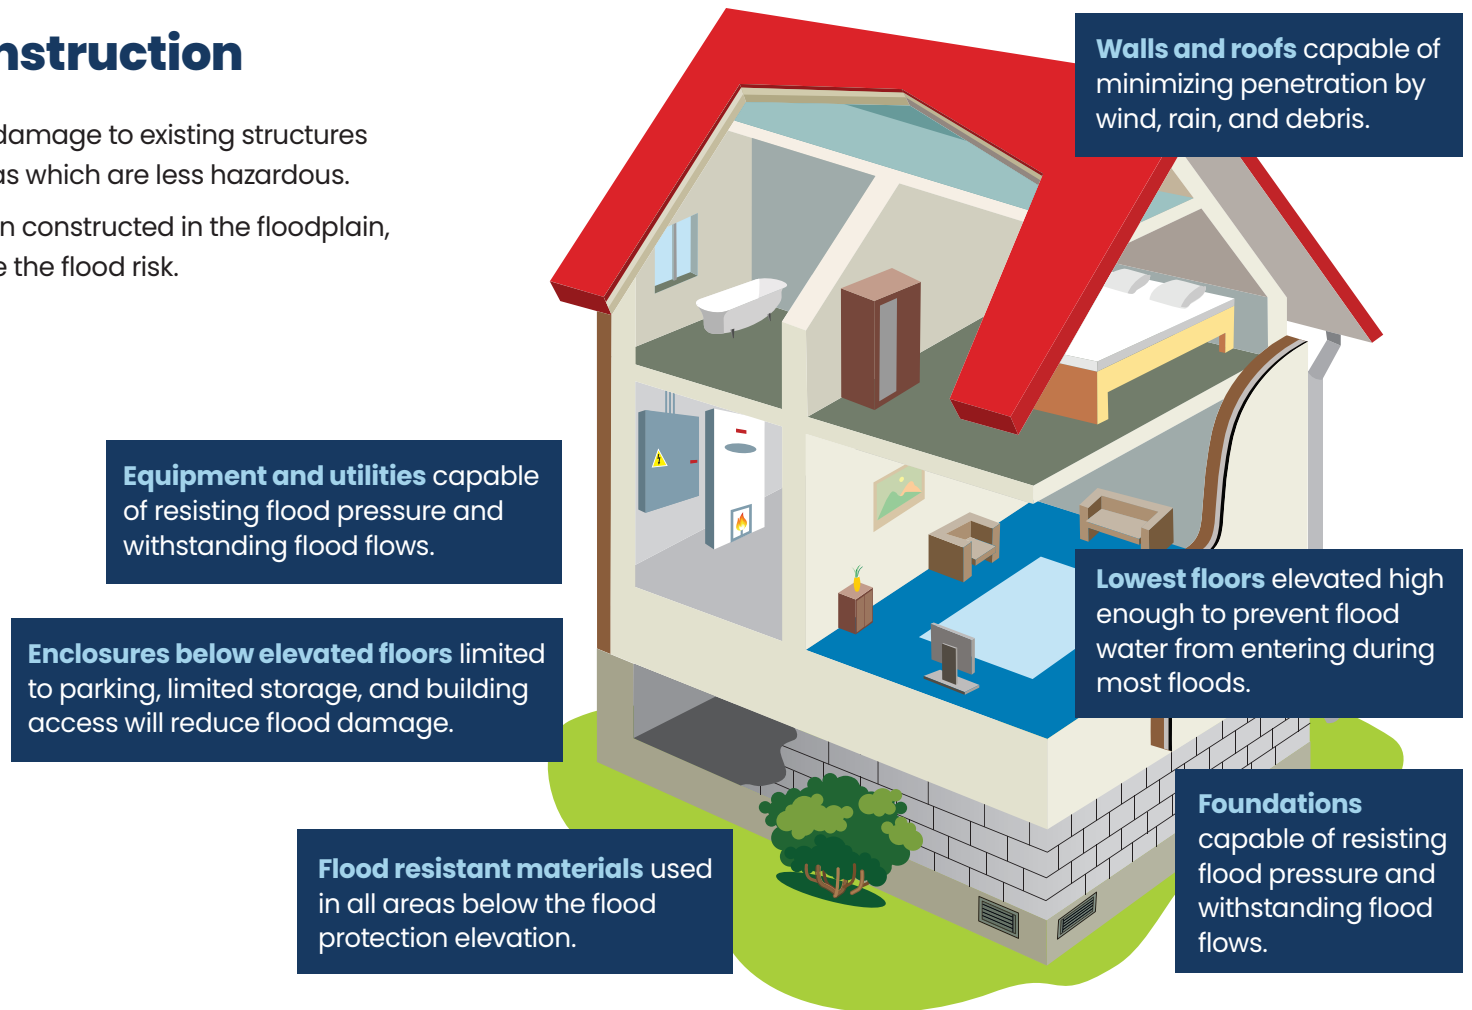 nstruction
damage to existing structures
as which are less hazardous.
n constructed in the floodplain,
e the flood risk.
Walls and roofs capable of
minimizing penetration by
wind, rain, and debris.
Equipment and utilities capable
of resisting flood pressure and
withstanding flood flows.
Lowest floors elevated high
enough to prevent flood
water from entering during
most floods.
Enclosures below elevated floors limited
to parking, limited storage, and building
access will reduce flood damage.
Foundations
capable of resisting
flood pressure and
withstanding flood
flows.
Flood resistant materials used
in all areas below the flood
protection elevation.